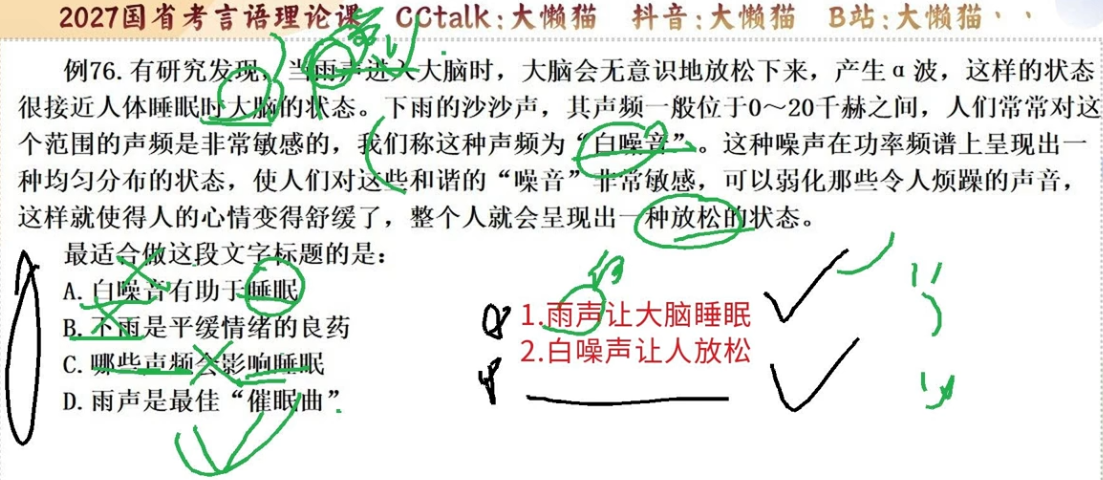 2027国省考言语理论课 CCtalk:大懒猫 抖音:大懒猫 B站:大懒猫
例76.有研究发现，当雨声进入大脑时，大脑会无意识地放松下来，产生α波，这样的状态
很接近人体睡眠时大脑的状态。下雨的沙沙声，其声频一般位于0～20千赫之间，人们常常对这
个范围的声频是非常敏感的，我们称这种声频为“白噪音”。这种噪声在功率频谱上呈现出一
种均匀分布的状态，使人们对这些和谐的“噪音”非常敏感，可以弱化那些令人烦躁的声音，
这样就使得人的心情变得舒缓了，整个人就会呈现出一种放松的状态。
最适合做这段文字标题的是：
A.白噪音有助于睡眠
B.下雨是平缓情绪的良药
C.哪些声频会影响睡眠
D.雨声是最佳“催眠曲”
1.雨声让大脑睡眠
2.白噪声让人放松